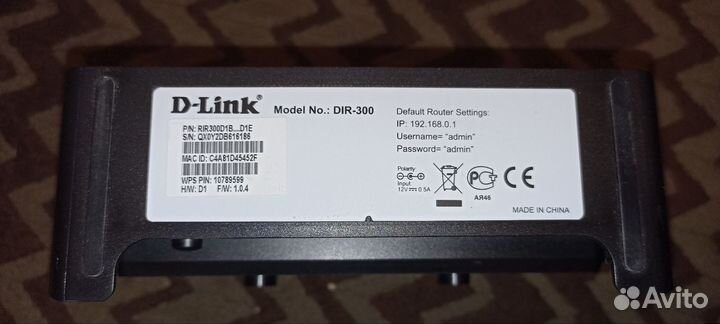 D-Link®
Model No.: DIR-300
P/N: RIR300D1B....D1E
S/N: QX0Y2DB616186
MAC ID: C4A81D45452F
WPS PIN: 10789599
H/W: D1 F/W: 1.0.4
Default Router Settings:
IP: 192.168.0.1
Username= “admin”
Password= “admin”
Polarity
Input:
12V 0.5A
АЯ46
CE
MADE IN CHINA
Avito